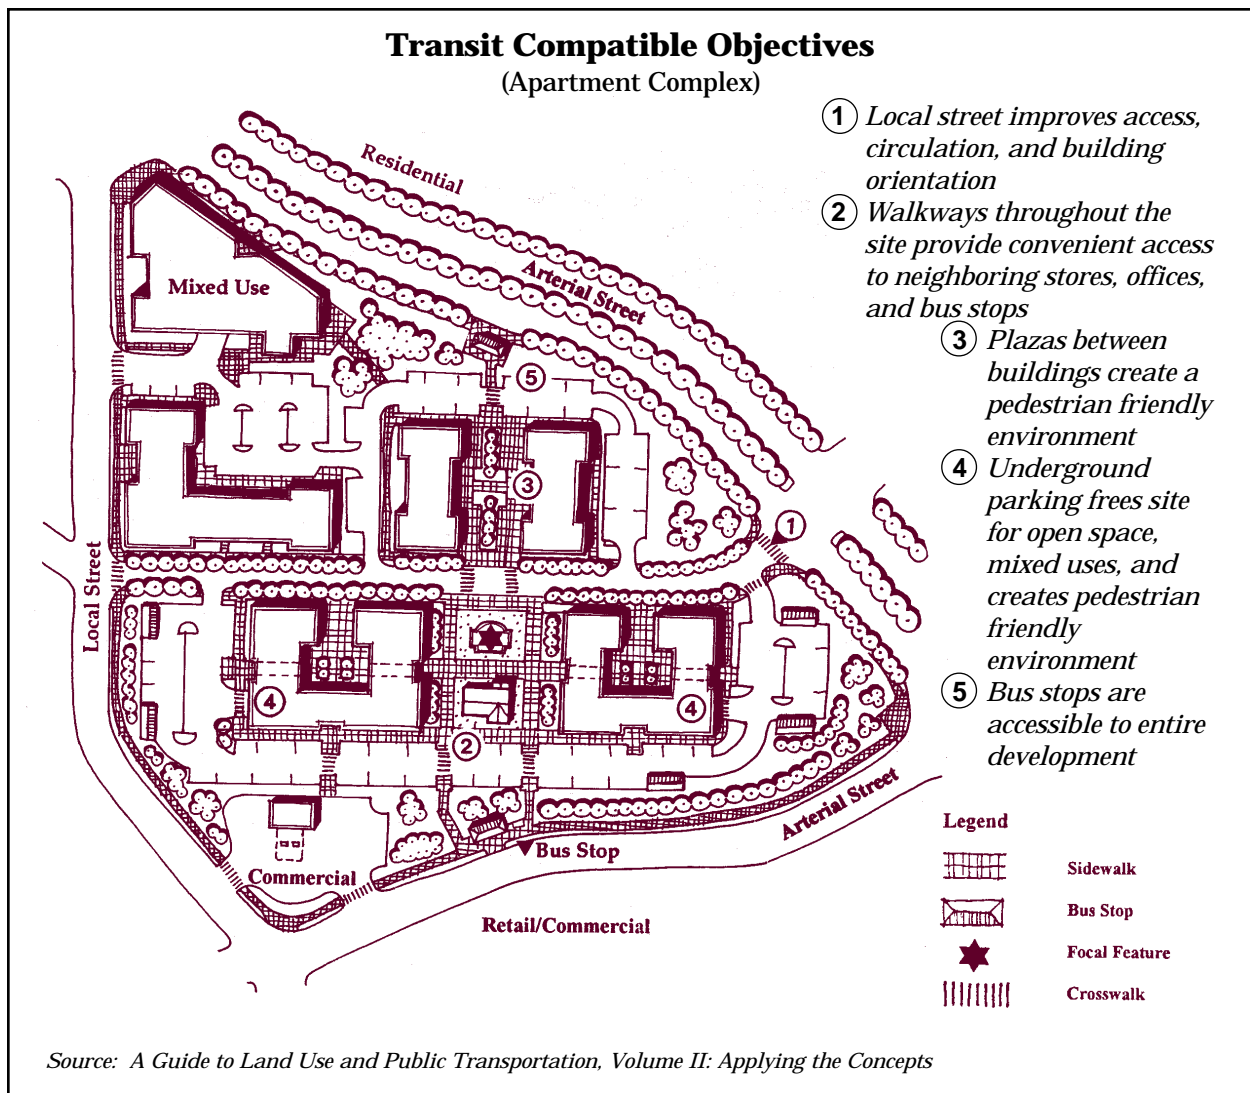 Transit Compatible Objectives
(Apartment Complex)
1 Local street improves access,
circulation, and building
orientation
2 Walkways throughout the
site provide convenient access
to neighboring stores, offices,
and bus stops
3 Plazas between
buildings create a
pedestrian friendly
environment
4 Underground
parking frees site
for open space,
mixed uses, and
creates pedestrian
friendly
environment
5 Bus stops are
accessible to entire
development
Residential
Arterial Street
Mixed Use
5
3
1
Local Street
4
4
2
Arterial Street
Bus Stop
Commercial
Retail/Commercial
Legend
Sidewalk
Bus Stop
Focal Feature
Crosswalk
Source: A Guide to Land Use and Public Transportation, Volume II: Applying the Concepts